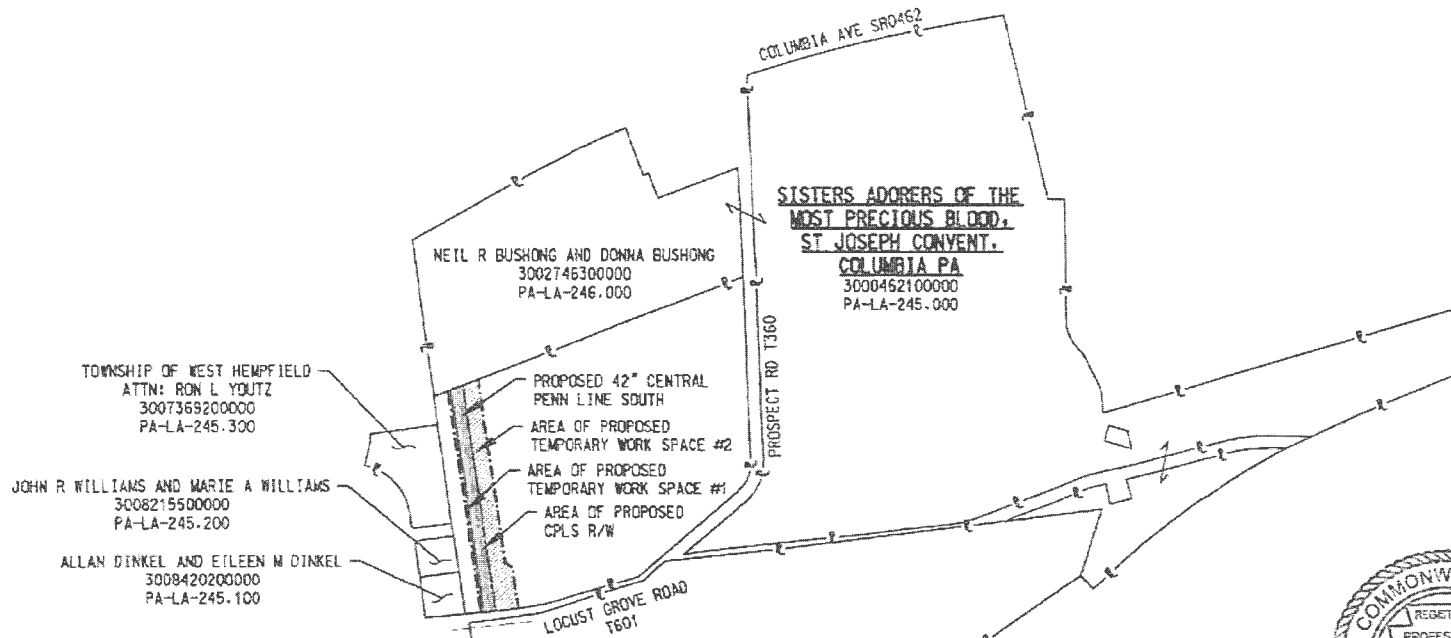 COLUMBIA AVE SR0462
SISTERS ADORERS OF THE
MOST PRECIOUS BLOOD,
ST. JOSEPH CONVENT,
COLUMBIA PA
3000462100000
PA-LA-245.000
NEIL R BUSHONG AND DONNA BUSHONG
3002746300000
PA-LA-246.000
PROSPECT RD T360
TOWNSHIP OF WEST HEMPFIELD
ATTN: RON L YOUTZ
3007369200000
PA-LA-245.300
PROPOSED 42" CENTRAL
PENN LINE SOUTH
AREA OF PROPOSED
TEMPORARY WORK SPACE #2
AREA OF PROPOSED
TEMPORARY WORK SPACE #1
AREA OF PROPOSED
CPLS R/W
JOHN R WILLIAMS AND MARIE A WILLIAMS
3008215500000
PA-LA-245.200
ALLAN DINKEL AND EILEEN M DINKEL
3008420200000
PA-LA-245.100
LOCUST GROVE ROAD
T601
COMMONW